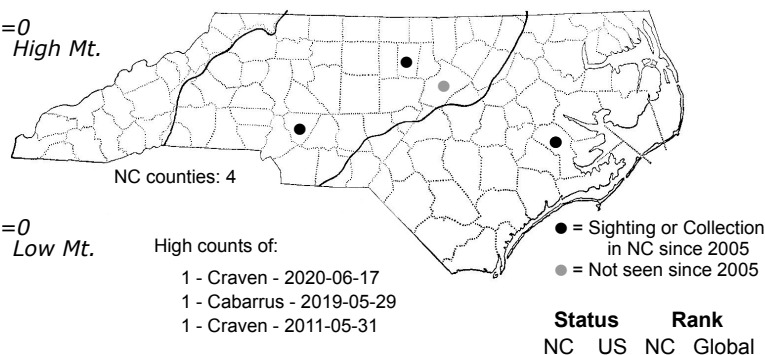 =0
High Mt.
NC counties: 4
=0
Low Mt.
High counts of:
1 - Craven - 2020-06-17
1 - Cabarrus - 2019-05-29
1 - Craven - 2011-05-31
● = Sighting or Collection
in NC since 2005
● = Not seen since 2005
Status Rank
NC US NC Global